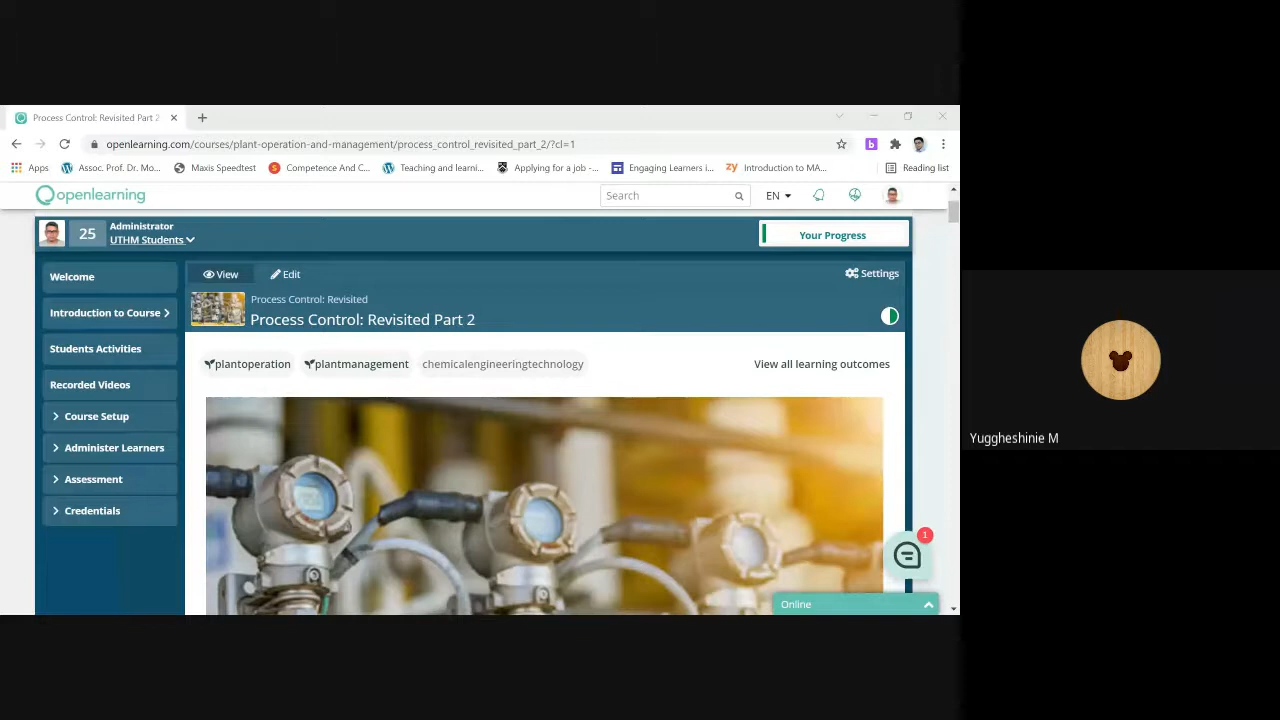 Process Control: Revisited Part 2
openlearning.com/courses/plant-operation-and-management/process_control_revisited_part_2/?cl=1
Apps Assoc. Prof. Dr. Mo... Maxis Speedtest Competence And C... Teaching and learni... Applying for a job -... Engaging Learners i... zy Introduction to MA... Reading list
openlearning Search EN
25 Administrator
UTHM Students
Your Progress
Welcome
Introduction to Course
Students Activities
Recorded Videos
Course Setup
Administer Learners
Assessment
Credentials
View Edit Settings
Process Control: Revisited
Process Control: Revisited Part 2
plantoperation plantmanagement chemicalengineeringtechnology View all learning outcomes
1
Online
Yuggheshinie M